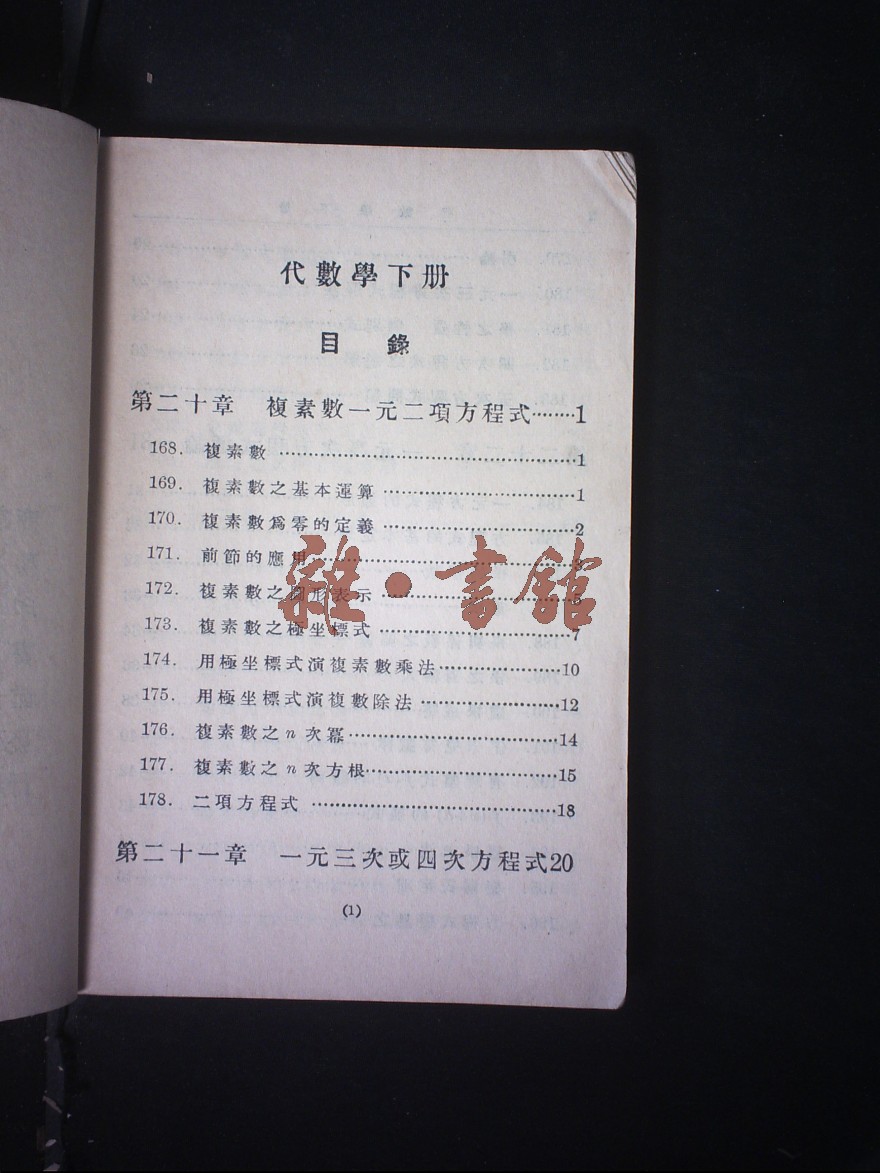 代數學下册
目錄
第二十章 複素數一元二項方程式………1
168. 複素數 ………1
169. 複素數之基本運算 ………1
170. 複素數爲零的定義 ………2
171. 前節的應用………3
172. 複素數之圖形表示 ………5
173. 複素數之極坐標式 ………7
174. 用極坐標式演複素數乘法………10
175. 用極坐標式演複數除法………12
176. 複素數之n次冪………14
177. 複素數之n次方根………15
178. 二項方程式 ………18
第二十一章 一元三次或四次方程式20
(1)
雜·書館